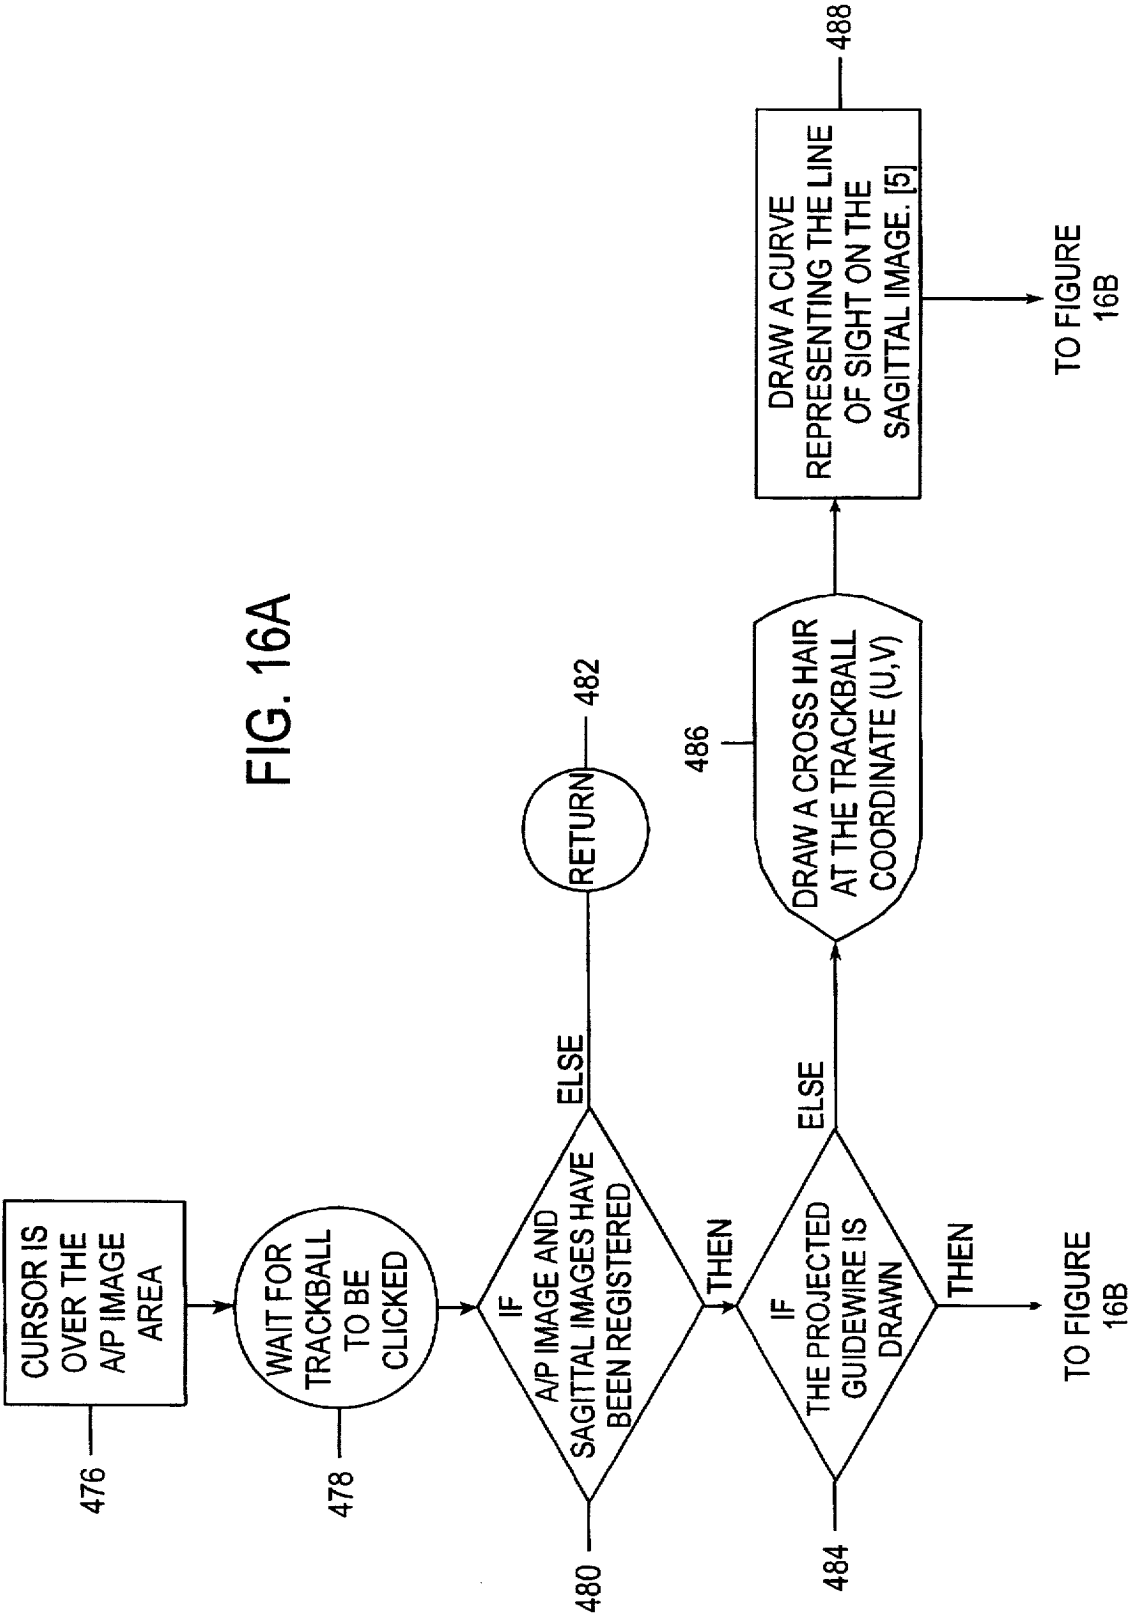 FIG. 16A
CURSOR IS
OVER THE
A/P IMAGE
AREA
476
WAIT FOR
TRACKBALL
TO BE
CLICKED
478
IF
A/P IMAGE AND
SAGITTAL IMAGES HAVE
BEEN REGISTERED
480
ELSE
RETURN
482
THEN
IF
THE PROJECTED
GUIDEWIRE IS
DRAWN
484
THEN
TO FIGURE
16B
ELSE
DRAW A CROSS HAIR
AT THE TRACKBALL
COORDINATE (U,V)
486
DRAW A CURVE
REPRESENTING THE LINE
OF SIGHT ON THE
SAGITTAL IMAGE. [5]
488
TO FIGURE
16B